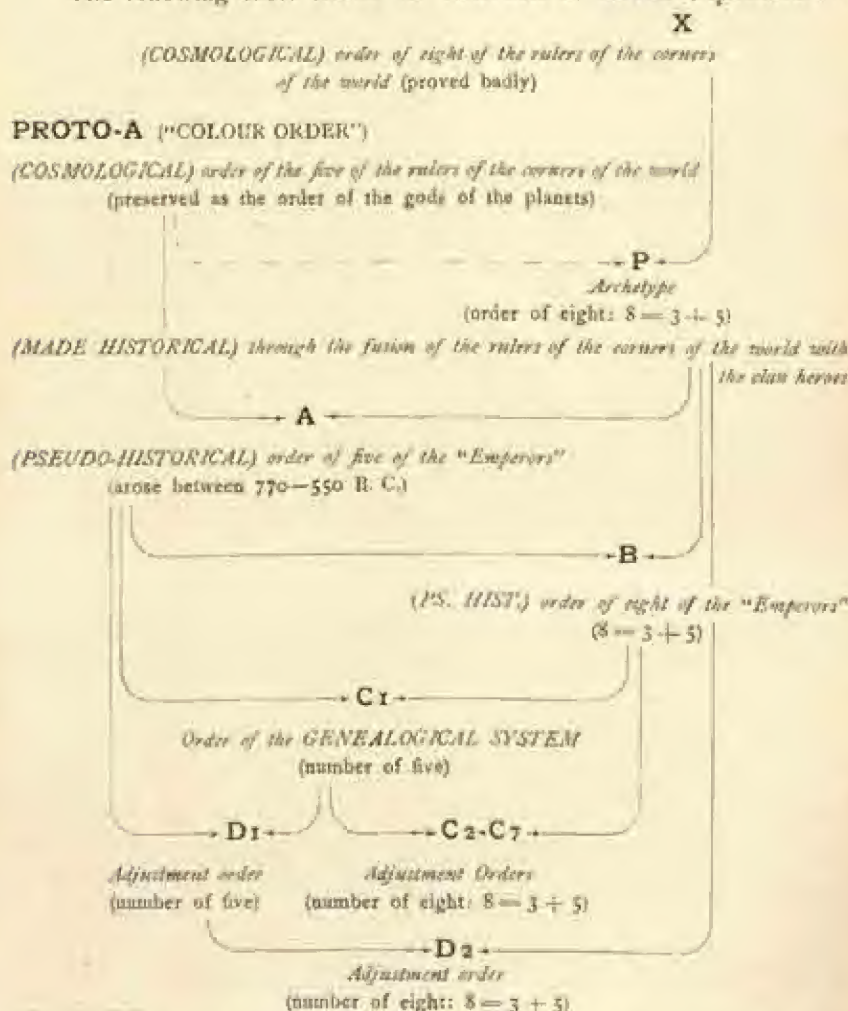 X
(COSMOLOGICAL) order of eight of the rulers of the corners
of the world (proved badly)
PROTO-A ("COLOUR ORDER")
(COSMOLOGICAL) order of the five of the rulers of the corners of the world
(preserved as the order of the gods of the planets)
P
Archetype
(order of eight: 8 = 3 + 5)
(MADE HISTORICAL) through the fusion of the rulers of the corners of the world with
the clan heroes
A
(PSEUDO-HISTORICAL) order of five of the "Emperors"
(arose between 770—550 B. C.)
B
(PS. HIST.) order of eight of the "Emperors"
(8 = 3 + 5)
C1
Order of the GENEALOGICAL SYSTEM
(number of five)
D1 C2-C7
Adjustment order Adjustment Orders
(number of five) (number of eight: 8 = 3 + 5)
D2
Adjustment order
(number of eight: 8 = 3 + 5)